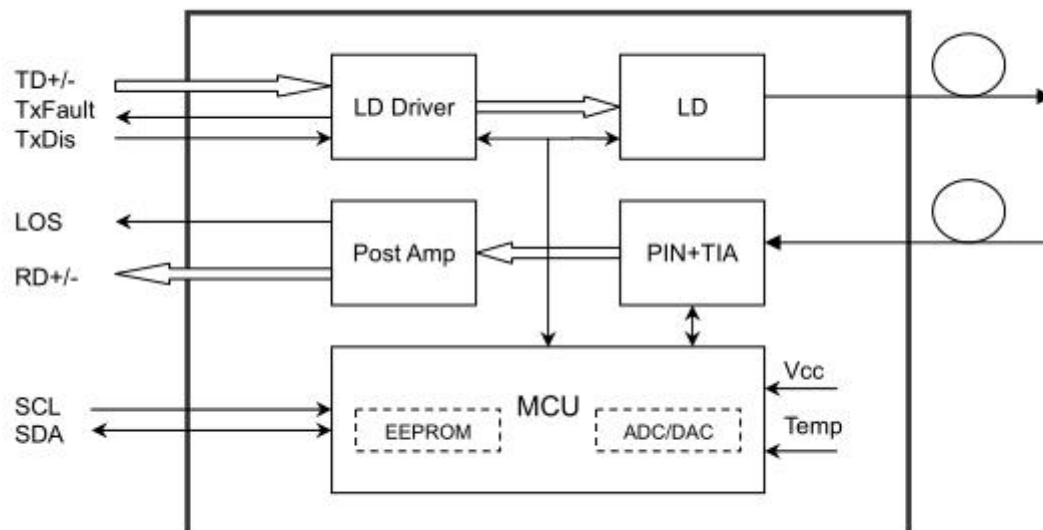 TD+/-
TxFault
TxDis
LD Driver
LD
LOS
RD+/-
Post Amp
PIN+TIA
SCL
SDA
MCU
EEPROM
ADC/DAC
Vcc
Temp